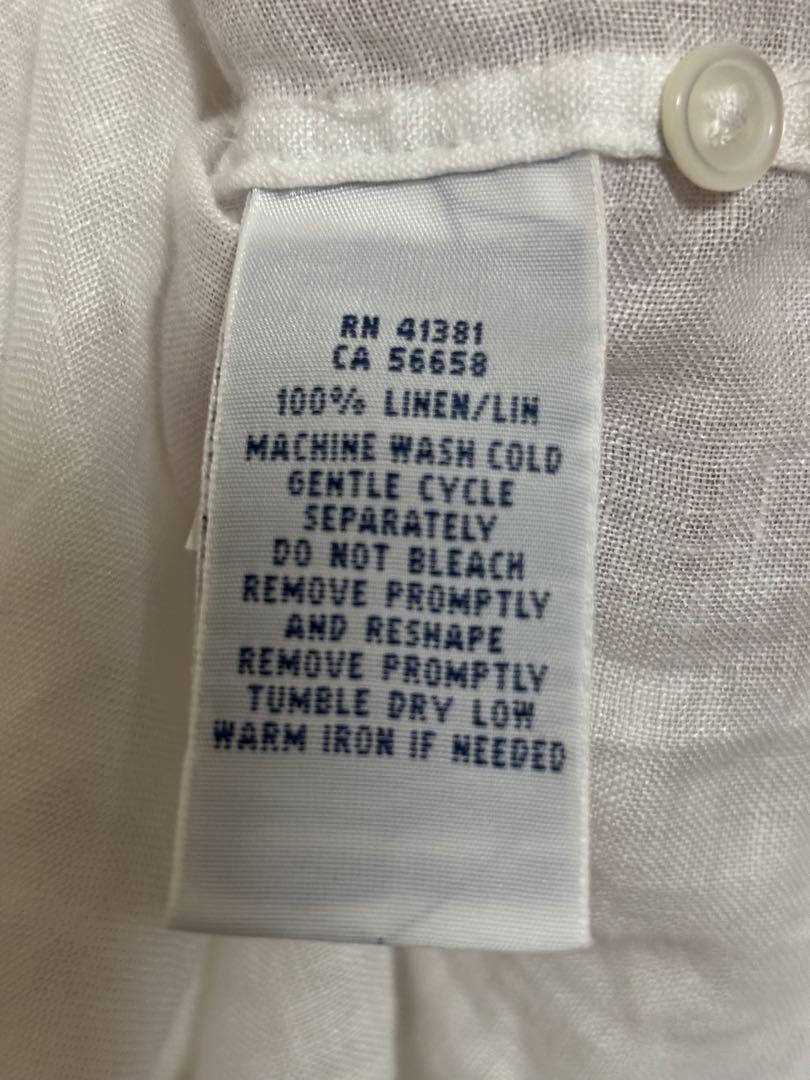 RN 41381
CA 56658
100% LINEN/LIN
MACHINE WASH COLD
GENTLE CYCLE
SEPARATELY
DO NOT BLEACH
REMOVE PROMPTLY
AND RESHAPE
REMOVE PROMPTLY
TUMBLE DRY LOW
WARM IRON IF NEEDED